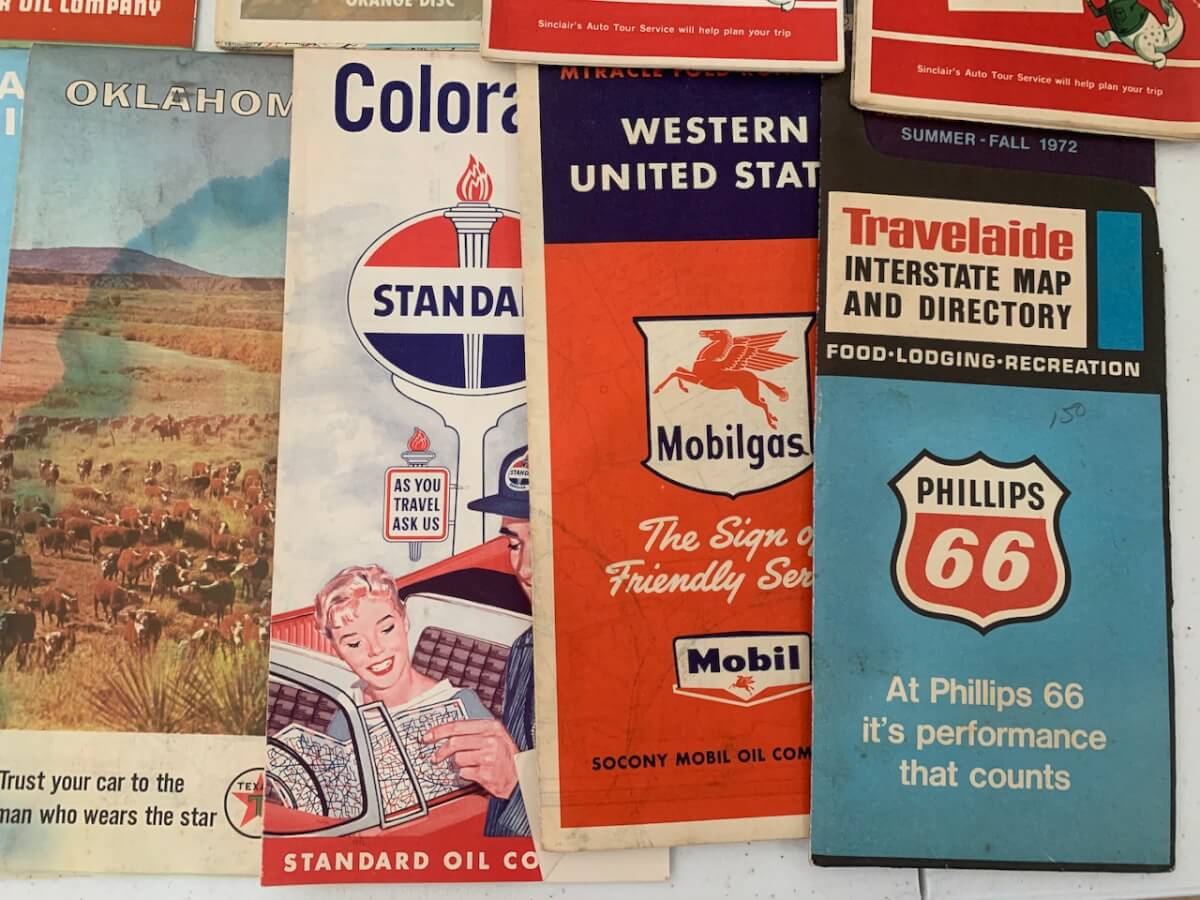 OIL COMPANY
ORANGE DISC
Sinclair's Auto Tour Service will help plan your trip
Sinclair's Auto Tour Service will help plan your trip
OKLAHOM
Trust your car to the
man who wears the star
TEXA
T
Colora
STANDA
AS YOU
TRAVEL
ASK US
STAND
STANDARD OIL CO
MIRACLE FOLD
WESTERN
UNITED STAT
Mobilgas
The Sign o
Friendly Ser
Mobil
SOCONY MOBIL OIL COM
SUMMER - FALL 1972
Travelaide
INTERSTATE MAP
AND DIRECTORY
FOOD•LODGING•RECREATION
150
PHILLIPS
66
At Phillips 66
it's performance
that counts